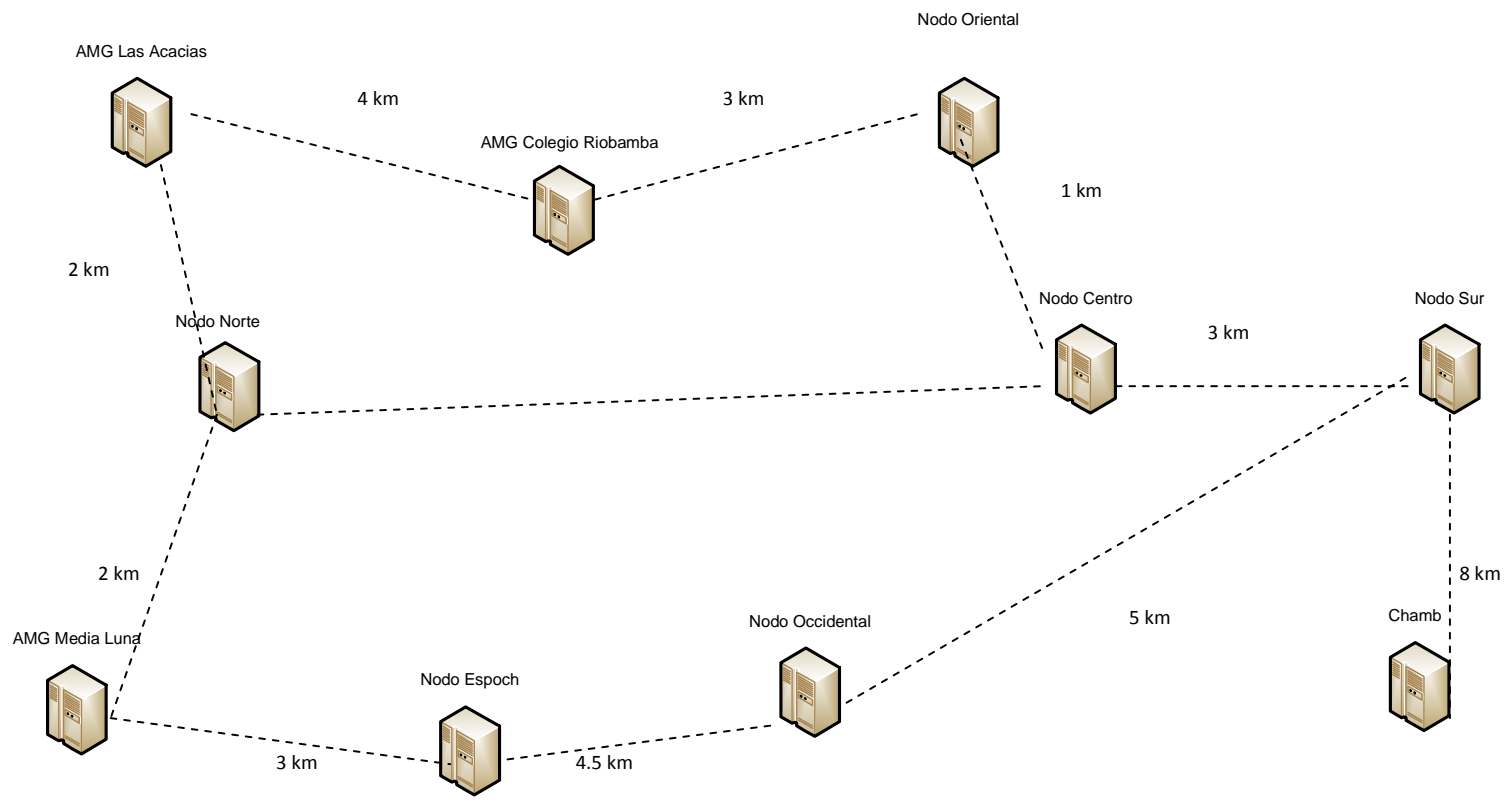 Nodo Oriental
AMG Las Acacias
4 km
3 km
AMG Colegio Riobamba
1 km
2 km
Nodo Centro
Nodo Sur
Nodo Norte
3 km
2 km
8 km
5 km
Chamb
Nodo Occidental
AMG Media Luna
Nodo Espoch
3 km
4.5 km